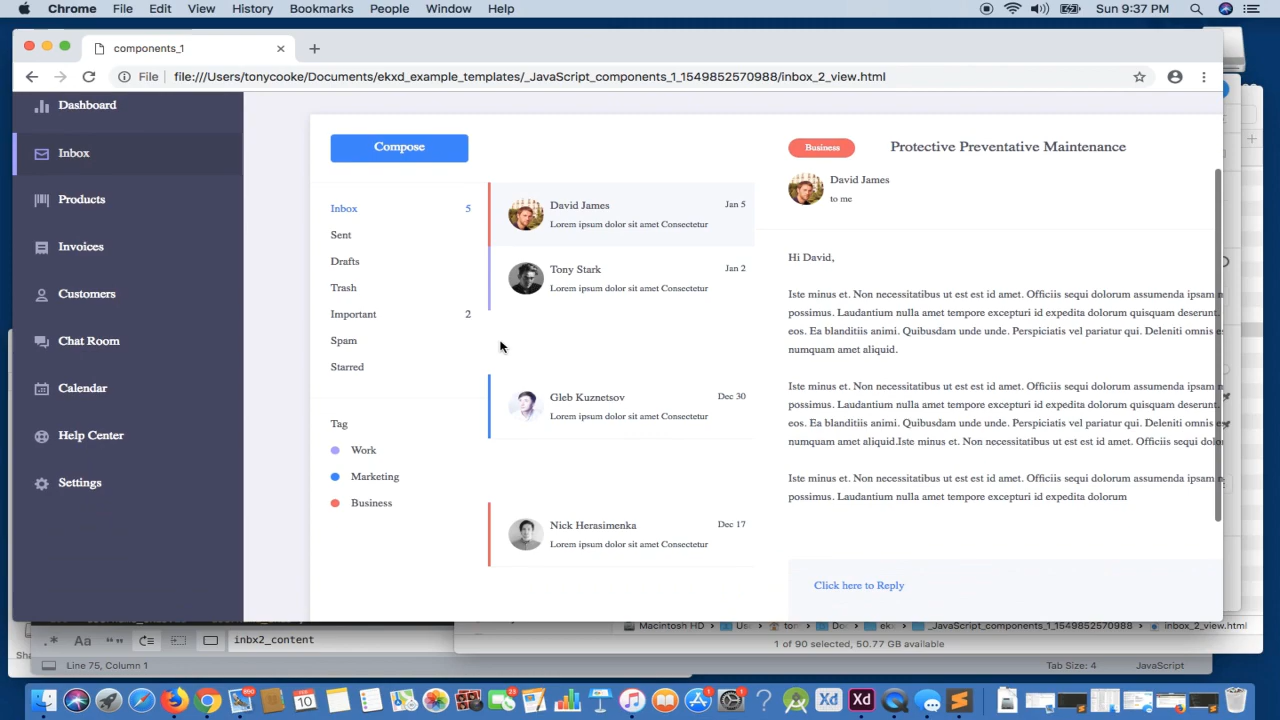 Chrome File Edit View History Bookmarks People Window Help Sun 9:37 PM
components_1
File file:///Users/tonycooke/Documents/ekxd_example_templates/_JavaScript_components_1_1549852570988/inbox_2_view.html
Dashboard
Inbox
Products
Invoices
Customers
Chat Room
Calendar
Help Center
Settings
Compose
Inbox 5
Sent
Drafts
Trash
Important 2
Spam
Starred
Tag
Work
Marketing
Business
David James Jan 5
Lorem ipsum dolor sit amet Consectetur
Tony Stark Jan 2
Lorem ipsum dolor sit amet Consectetur
Gleb Kuznetsov Dec 30
Lorem ipsum dolor sit amet Consectetur
Nick Herasimenka Dec 17
Lorem ipsum dolor sit amet Consectetur
Business Protective Preventative Maintenance
David James
to me
Hi David,
Iste minus et. Non necessitatibus ut est est id amet. Officiis sequi dolorum assumenda ipsam
possimus. Laudantium nulla amet tempore excepturi id expedita dolorem quisquam deserunt.
eos. Ea blanditiis animi. Quibusdam unde unde. Perspiciatis vel pariatur qui. Deleniti omnis
numquam amet aliquid.
Iste minus et. Non necessitatibus ut est est id amet. Officiis sequi dolorum assumenda ipsam
possimus. Laudantium nulla amet tempore excepturi id expedita dolorem quisquam deserunt.
eos. Ea blanditiis animi. Quibusdam unde unde. Perspiciatis vel pariatur qui. Deleniti omnis
numquam amet aliquid.Iste minus et. Non necessitatibus ut est est id amet. Officiis sequi
Iste minus et. Non necessitatibus ut est est id amet. Officiis sequi dolorum assumenda ipsam
possimus. Laudantium nulla amet tempore excepturi id expedita dolorum
Click here to Reply
.* Aa “ ” inbx2_content
Macintosh HD _JavaScript_components_1_1549852570988 inbox_2_view.html
1 of 90 selected, 50.77 GB available
Line 75, Column 1 Tab Size: 4 JavaScript
10
Xd Xd